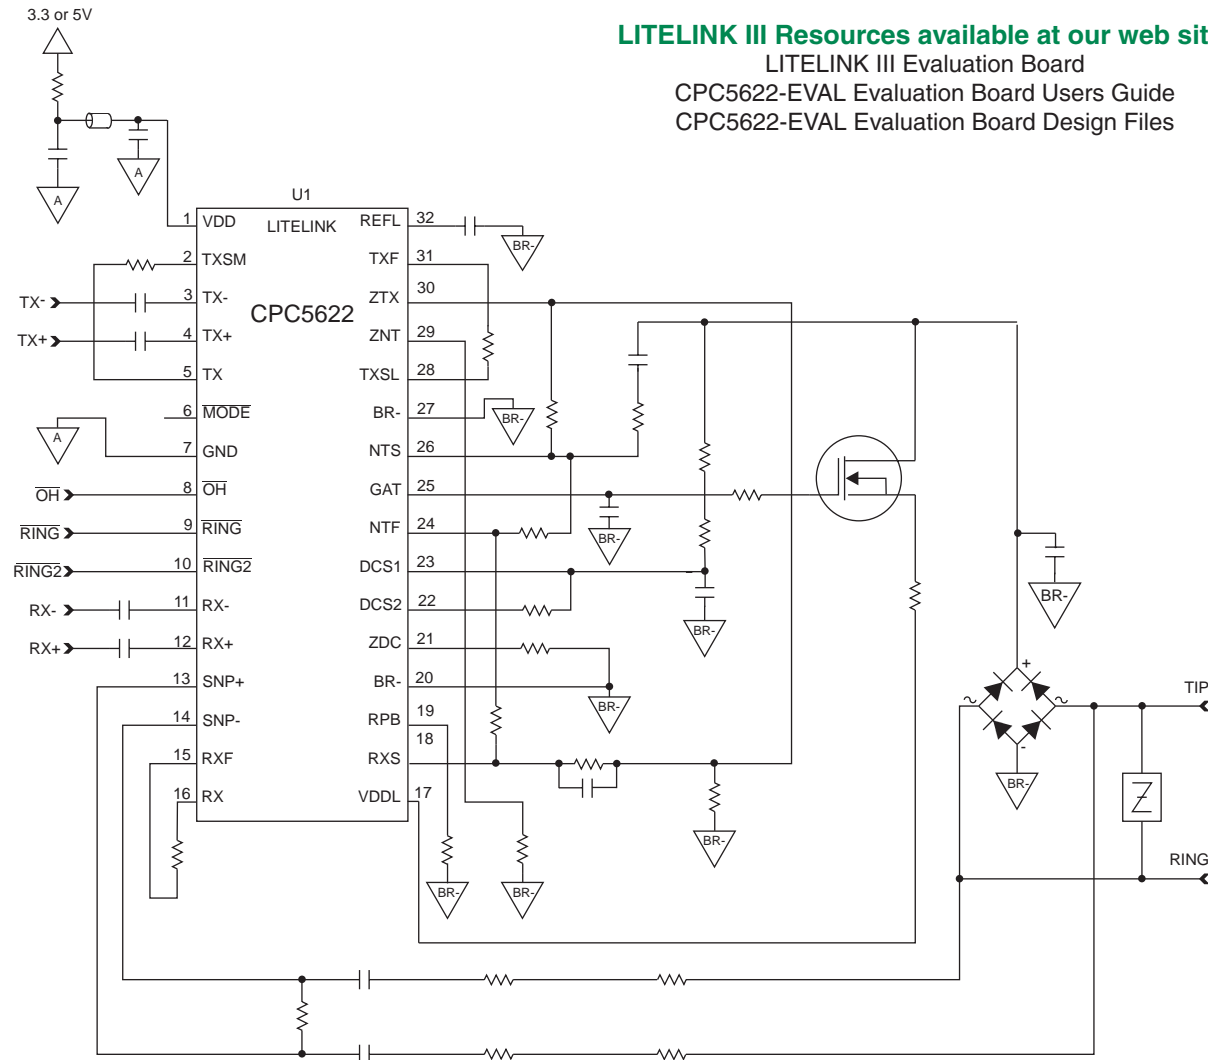 3.3 or 5V
LITELINK III Resources available at our web sit
LITELINK III Evaluation Board
CPC5622-EVAL Evaluation Board Users Guide
CPC5622-EVAL Evaluation Board Design Files
A
A
U1
LITELINK
CPC5622
1 VDD
2 TXSM
TX- 3 TX-
TX+ 4 TX+
5 TX
6 MODE
A
7 GND
OH 8 OH
RING 9 RING
RING2 10 RING2
RX- 11 RX-
RX+ 12 RX+
13 SNP+
14 SNP-
15 RXF
16 RX
REFL 32
BR-
TXF 31
ZTX 30
ZNT 29
TXSL 28
BR- 27
BR-
NTS 26
GAT 25
BR-
NTF 24
DCS1 23
DCS2 22
BR-
ZDC 21
BR- 20
BR-
RPB 19
RXS 18
VDDL 17
BR-
BR-
BR-
BR-
+
~ ~
-
BR-
TIP
Z
RING